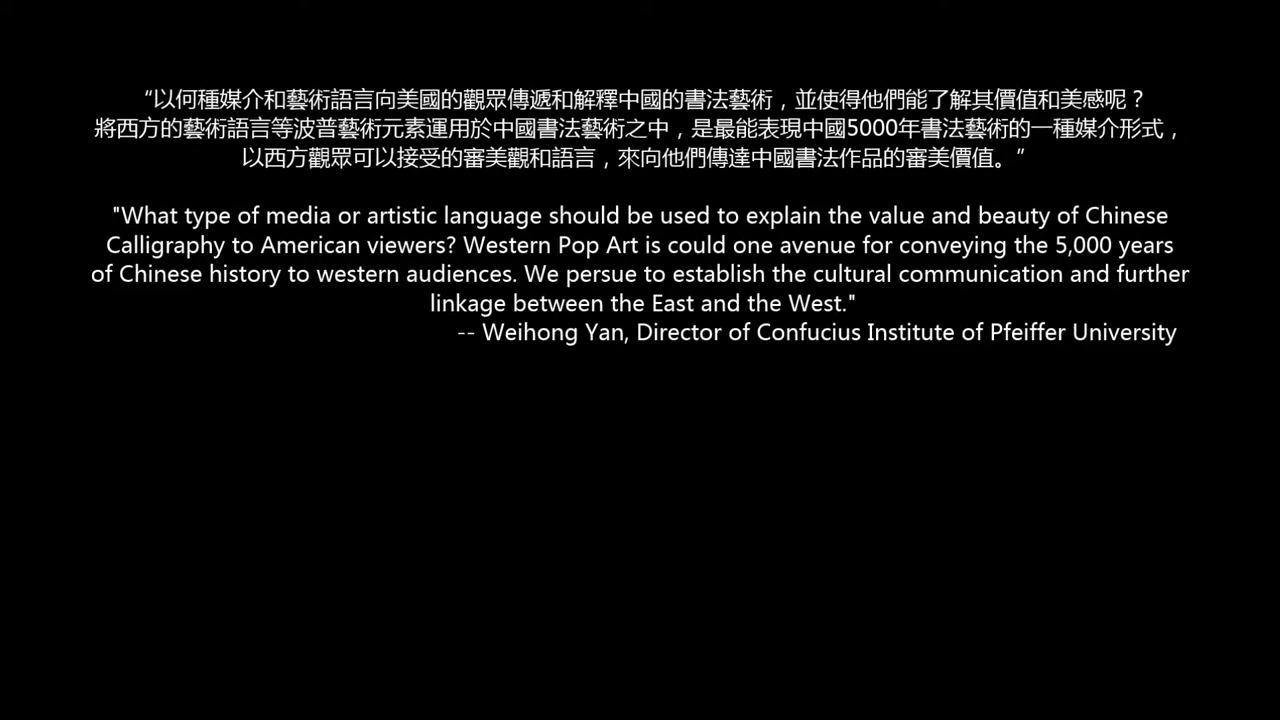 “以何種媒介和藝術語言向美國的觀眾傳遞和解釋中國的書法藝術，並使得他們能了解其價值和美感呢？
將西方的藝術語言等波普藝術元素運用於中國書法藝術之中，是最能表現中國5000年書法藝術的一種媒介形式，
以西方觀眾可以接受的審美觀和語言，來向他們傳達中國書法作品的審美價值。”
"What type of media or artistic language should be used to explain the value and beauty of Chinese
Calligraphy to American viewers? Western Pop Art is could one avenue for conveying the 5,000 years
of Chinese history to western audiences. We persue to establish the cultural communication and further
linkage between the East and the West."
-- Weihong Yan, Director of Confucius Institute of Pfeiffer University